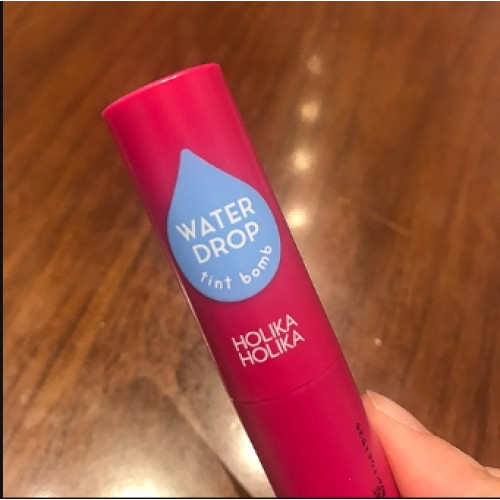 WATER
DROP
tint bomb
HOLIKA
HOLIKA